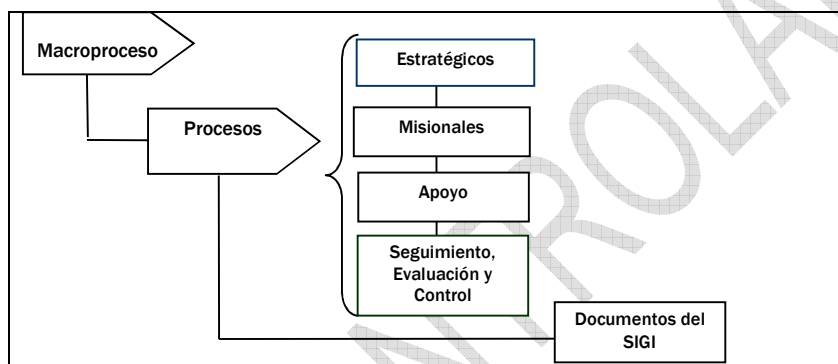 Macroproceso
Estratégicos
Procesos
Misionales
Apoyo
Seguimiento,
Evaluación y
Control
Documentos del
SIGI